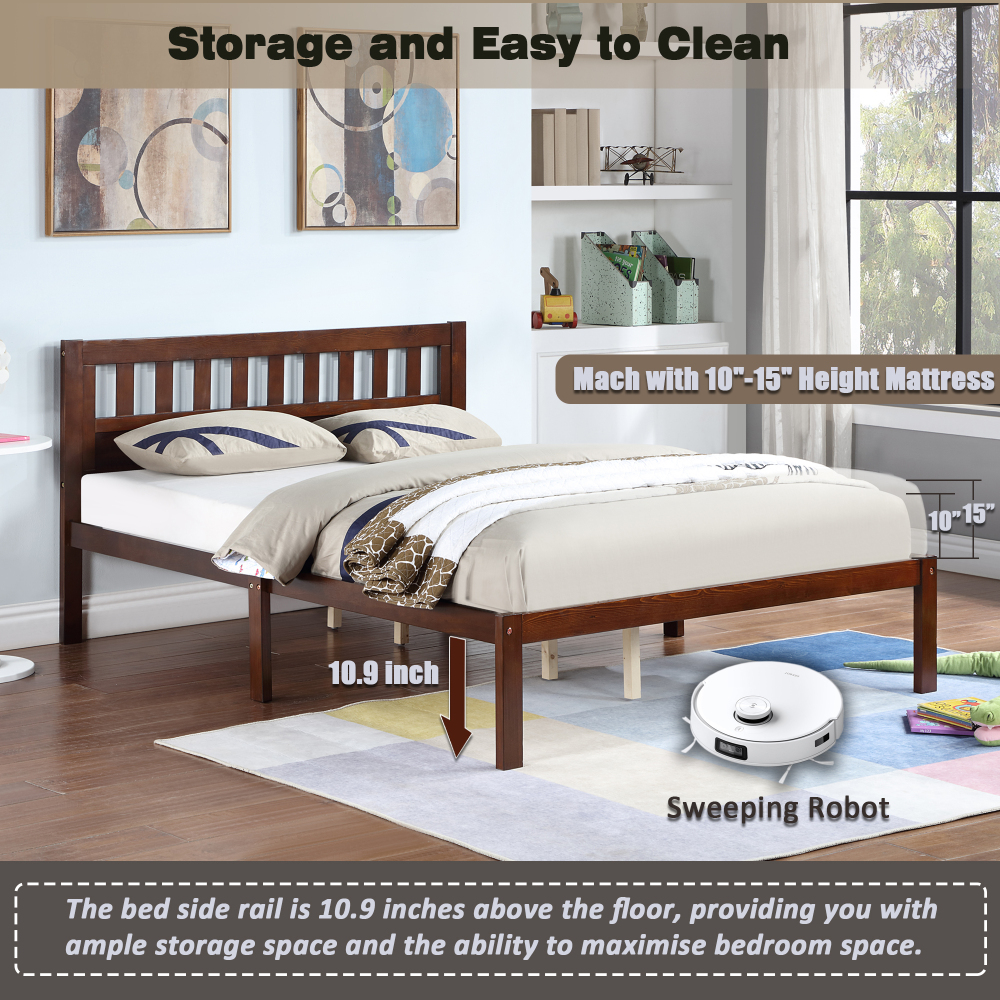 Storage and Easy to Clean
Mach with 10"-15" Height Mattress
10” 15”
10.9 inch
Sweeping Robot
The bed side rail is 10.9 inches above the floor, providing you with
ample storage space and the ability to maximise bedroom space.